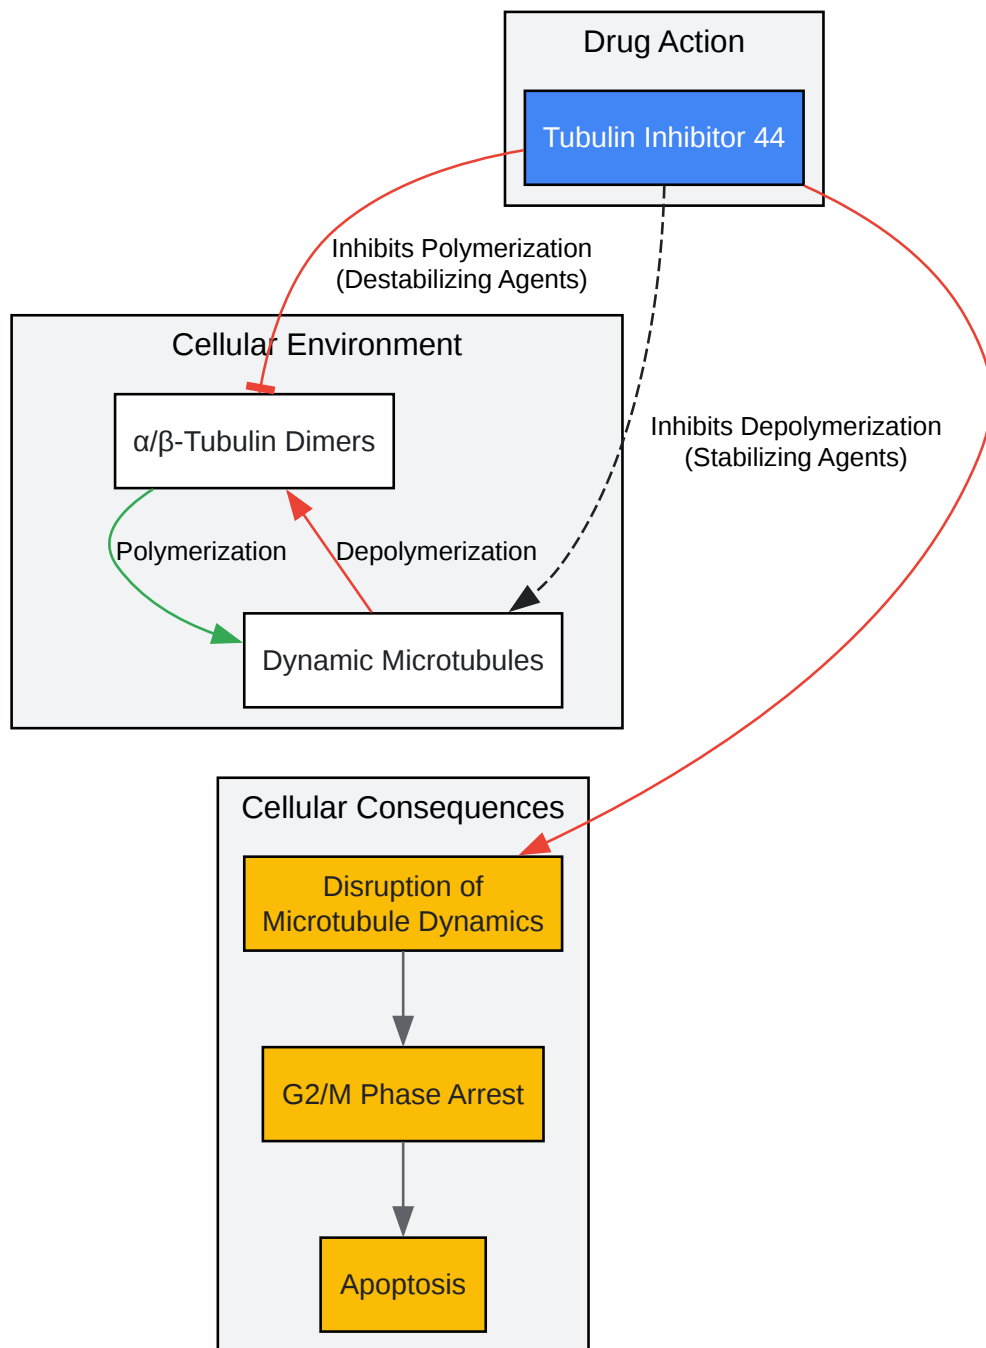 Drug Action
Tubulin Inhibitor 44
Inhibits Polymerization
(Destabilizing Agents)
Cellular Environment
α/β-Tubulin Dimers
Inhibits Depolymerization
(Stabilizing Agents)
Polymerization
Depolymerization
Dynamic Microtubules
Cellular Consequences
Disruption of
Microtubule Dynamics
G2/M Phase Arrest
Apoptosis